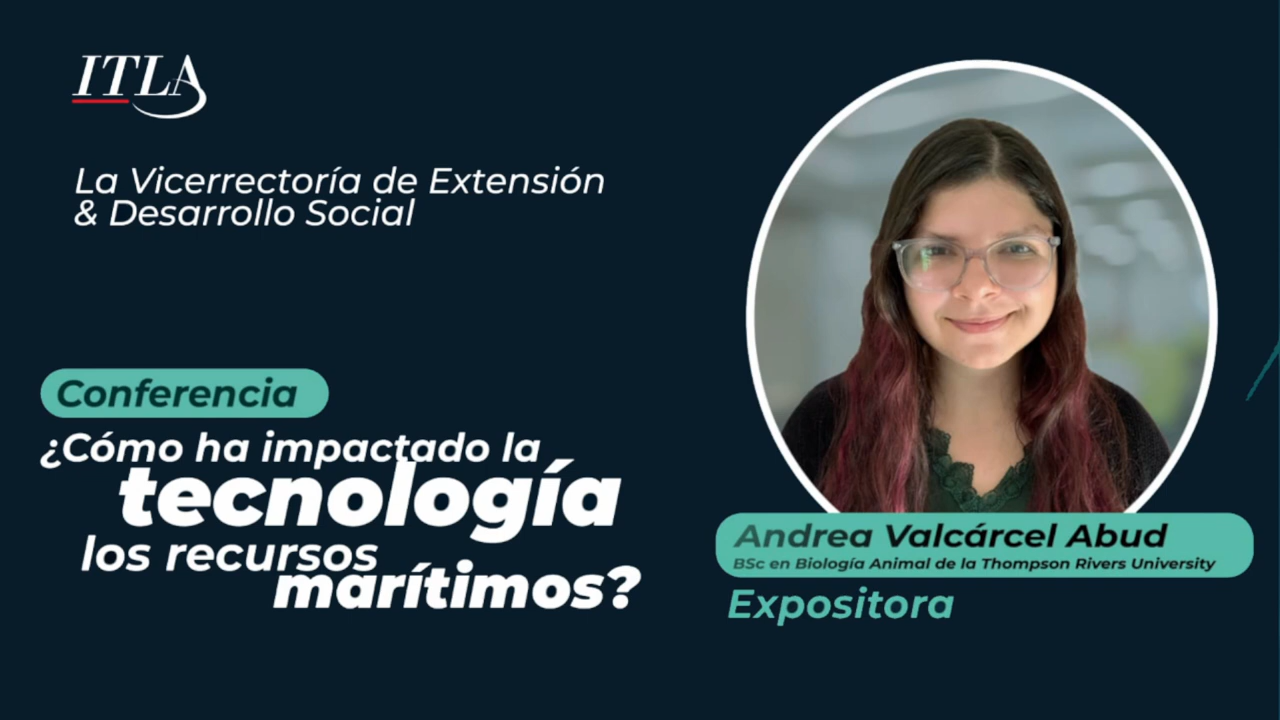 ITLA
La Vicerrectoría de Extensión
& Desarrollo Social
Conferencia
¿Cómo ha impactado la
tecnología
los recursos
marítimos?
Andrea Valcárcel Abud
BSc en Biología Animal de la Thompson Rivers University
Expositora